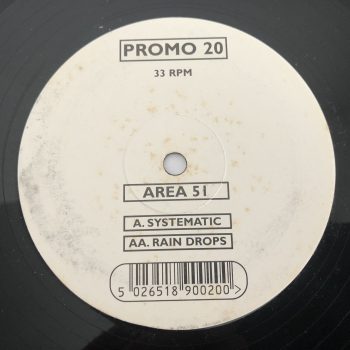 PROMO 20
33 RPM
AREA 51
A. SYSTEMATIC
AA. RAIN DROPS
5 026518 900200 >